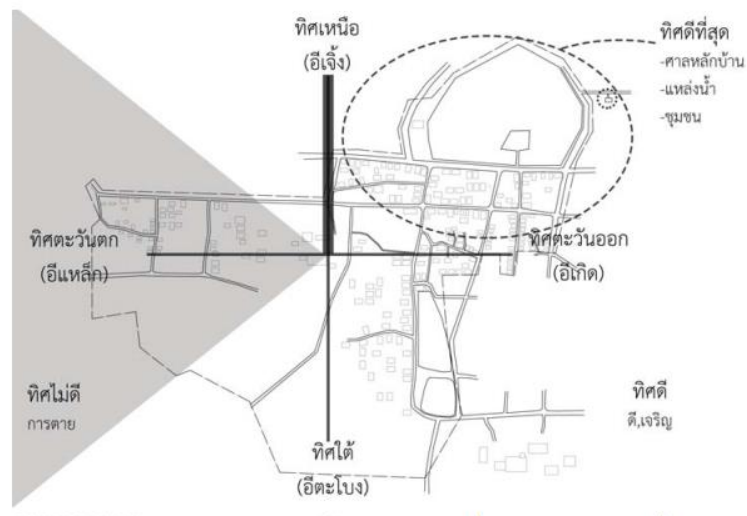 ทิศเหนือ
(อีเจิ้ง)
ทิศดีที่สุด
-ศาลหลักบ้าน
-แหล่งน้ำ
-ชุมชน
ทิศตะวันตก
(อีแหล็ก)
ทิศตะวันออก
(อีเกิด)
ทิศไม่ดี
การตาย
ทิศดี
ดี,เจริญ
ทิศใต้
(อีตะโบง)